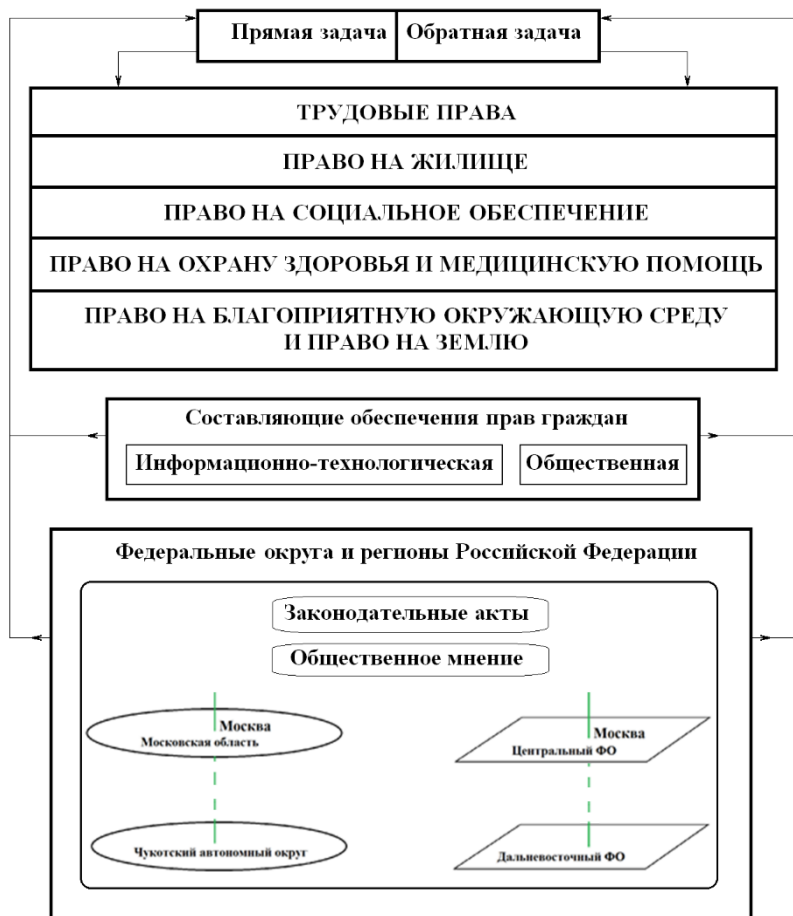 Прямая задача Обратная задача
ТРУДОВЫЕ ПРАВА
ПРАВО НА ЖИЛИЩЕ
ПРАВО НА СОЦИАЛЬНОЕ ОБЕСПЕЧЕНИЕ
ПРАВО НА ОХРАНУ ЗДОРОВЬЯ И МЕДИЦИНСКУЮ ПОМОЩЬ
ПРАВО НА БЛАГОПРИЯТНУЮ ОКРУЖАЮЩУЮ СРЕДУ
И ПРАВО НА ЗЕМЛЮ
Составляющие обеспечения прав граждан
Информационно-технологическая Общественная
Федеральные округа и регионы Российской Федерации
Законодательные акты
Общественное мнение
Москва
Московская область
Москва
Центральный ФО
Чукотский автономный округ
Дальневосточный ФО